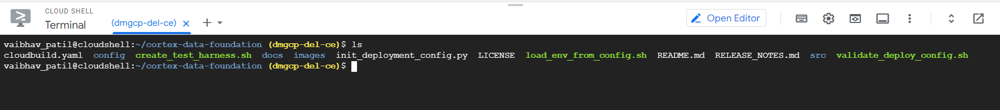 CLOUD SHELL
Terminal
(dmgcp-del-ce)
Open Editor
vaibhav_patil@cloudshell:~/cortex-data-foundation (dmgcp-del-ce)$ ls
cloudbuild.yaml config create_test_harness.sh docs images init_deployment_config.py LICENSE load_env_from_config.sh README.md RELEASE_NOTES.md src validate_deploy_config.sh
vaibhav_patil@cloudshell:~/cortex-data-foundation (dmgcp-del-ce)$